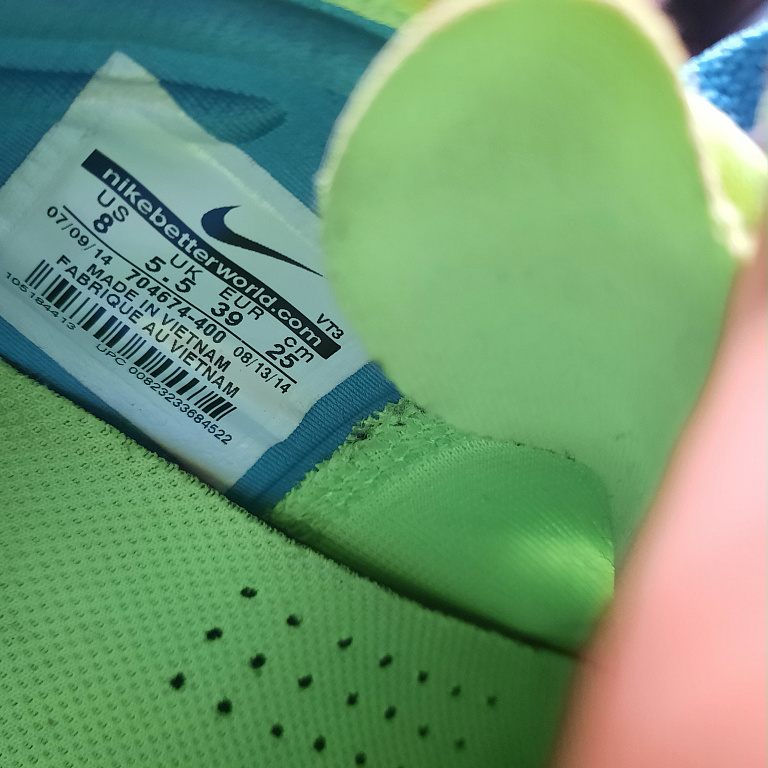 nikebetterworld.com
US UK EUR cm
8 5.5 39 25
VT3
07/09/14 704674-400 08/13/14
MADE IN VIETNAM
FABRIQUE AU VIETNAM
105184413
UPC 00823233684522